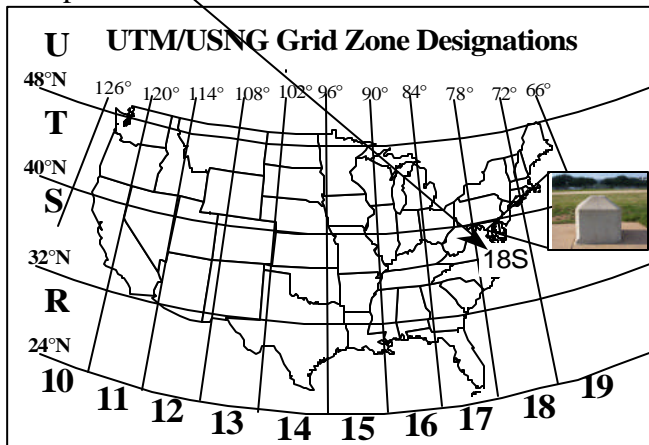 U UTM/USNG Grid Zone Designations
48°N 126° 120° 114° 108° 102° 96° 90° 84° 78° 72° 66°
T
40°N
S
18S
32°N
R
24°N
10 11 12 13 14 15 16 17 18 19